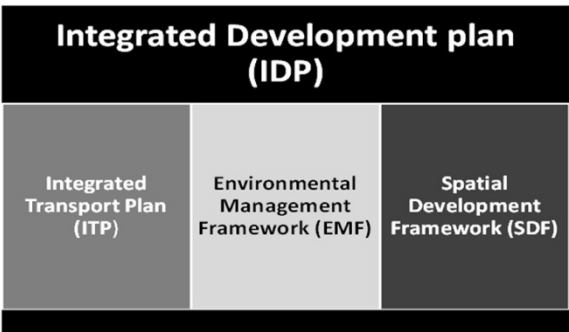 Integrated Development plan
(IDP)
Integrated
Transport Plan
(ITP)
Environmental
Management
Framework (EMF)
Spatial
Development
Framework (SDF)